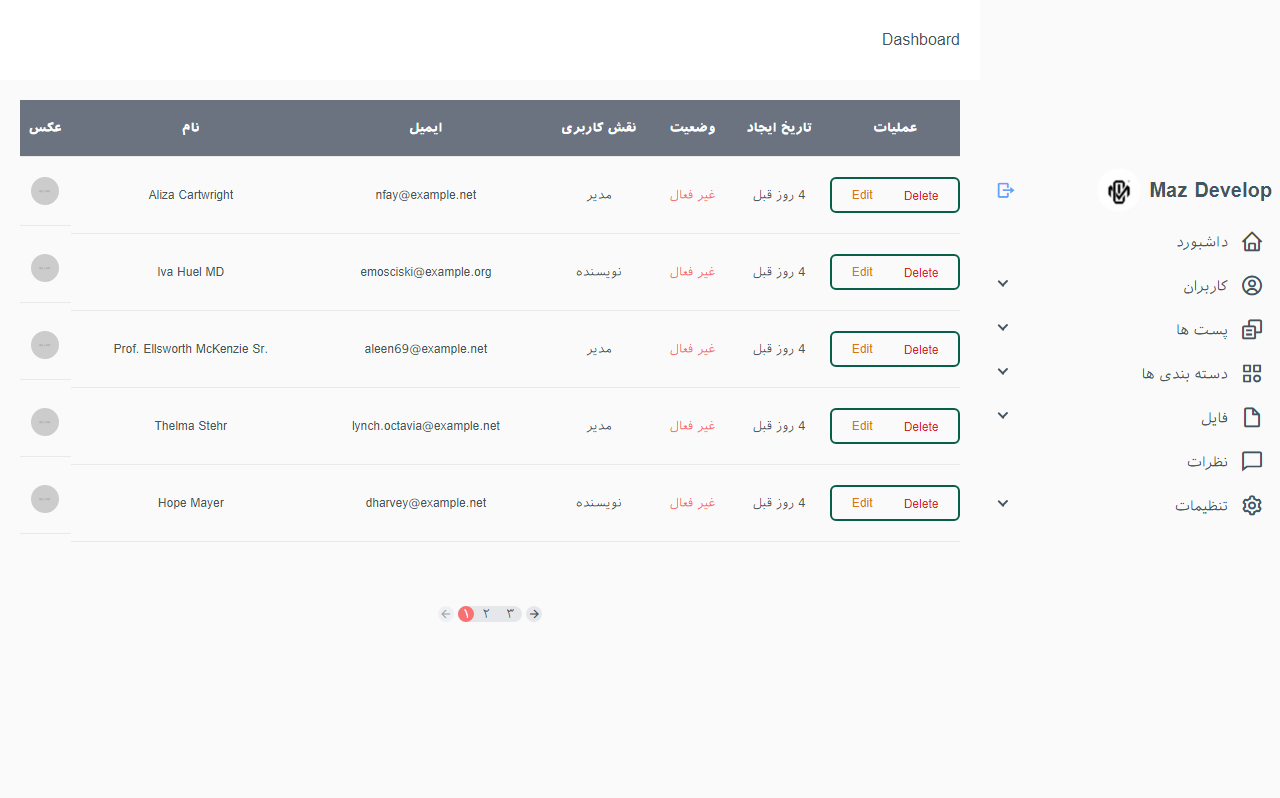 Dashboard
Maz Develop
داشبورد
کاربران
پست ها
دسته بندی ها
فایل
نظرات
تنظیمات
عکس نام ایمیل نقش کاربری وضعیت تاریخ ایجاد عملیات
Aliza Cartwright nfay@example.net مدیر غیر فعال 4 روز قبل Edit Delete
Iva Huel MD emosciski@example.org نویسنده غیر فعال 4 روز قبل Edit Delete
Prof. Ellsworth McKenzie Sr. aleen69@example.net مدیر غیر فعال 4 روز قبل Edit Delete
Thelma Stehr lynch.octavia@example.net مدیر غیر فعال 4 روز قبل Edit Delete
Hope Mayer dharvey@example.net نویسنده غیر فعال 4 روز قبل Edit Delete
۱ ۲ ۳